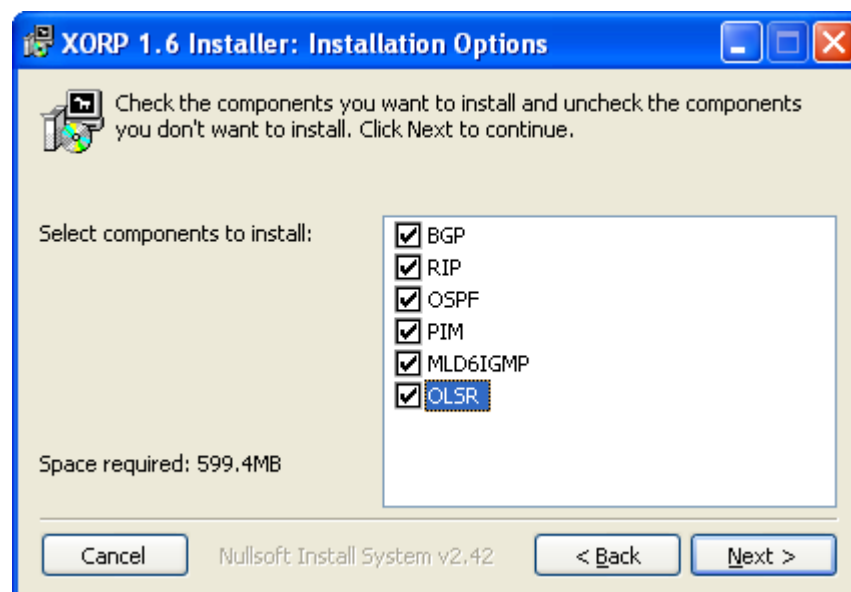 XORP 1.6 Installer: Installation Options
Check the components you want to install and uncheck the components
you don't want to install. Click Next to continue.
Select components to install:
BGP
RIP
OSPF
PIM
MLD6IGMP
OLSR
Space required: 599.4MB
Cancel
Nullsoft Install System v2.42
< Back
Next >